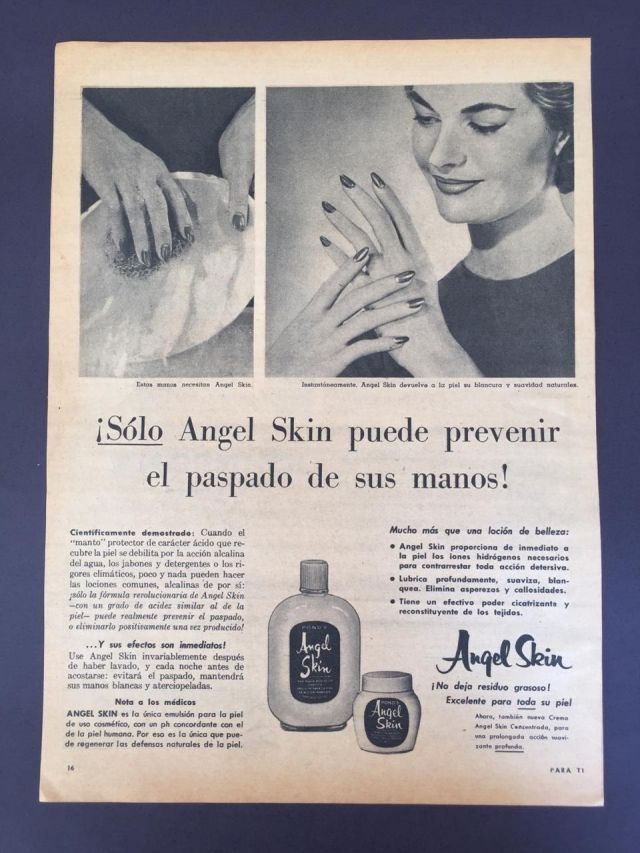 Estas manos necesitan Angel Skin.
Instantáneamente, Angel Skin devuelve a la piel su blancura y suavidad naturales.
¡Sólo Angel Skin puede prevenir
el paspado de sus manos!
Científicamente demostrado: Cuando el
"manto" protector de carácter ácido que re-
cubre la piel se debilita por la acción alcalina
del agua, los jabones y detergentes o los ri-
gores climáticos, poco y nada pueden hacer
las lociones comunes, alcalinas de por sí:
¡sólo la fórmula revolucionaria de Angel Skin
—con un grado de acidez similar al de la
piel— puede realmente prevenir el paspado,
o eliminarlo positivamente una vez producido!
...Y sus efectos son inmediatos!
Use Angel Skin invariablemente después
de haber lavado, y cada noche antes de
acostarse: evitará el paspado, mantendrá
sus manos blancas y aterciopeladas.
Nota a los médicos
ANGEL SKIN es la única emulsión para la piel
de uso cosmético, con un ph concordante con el
de la piel humana. Por eso es la única que pue-
de regenerar las defensas naturales de la piel.
POND'S
Angel
Skin
POND'S
Angel
Skin
Mucho más que una loción de belleza:
• Angel Skin proporciona de inmediato a
la piel los iones hidrógenos necesarios
para contrarrestar toda acción detersiva.
• Lubrica profundamente, suaviza, blan-
quea. Elimina asperezas y callosidades.
• Tiene un efectivo poder cicatrizante y
reconstituyente de los tejidos.
Angel Skin
¡No deja residuo grasoso!
Excelente para toda su piel
Ahora, también nueva Crema
Angel Skin Concentrada, para
una prolongada acción suavi-
zante profunda.
16
PARA TI